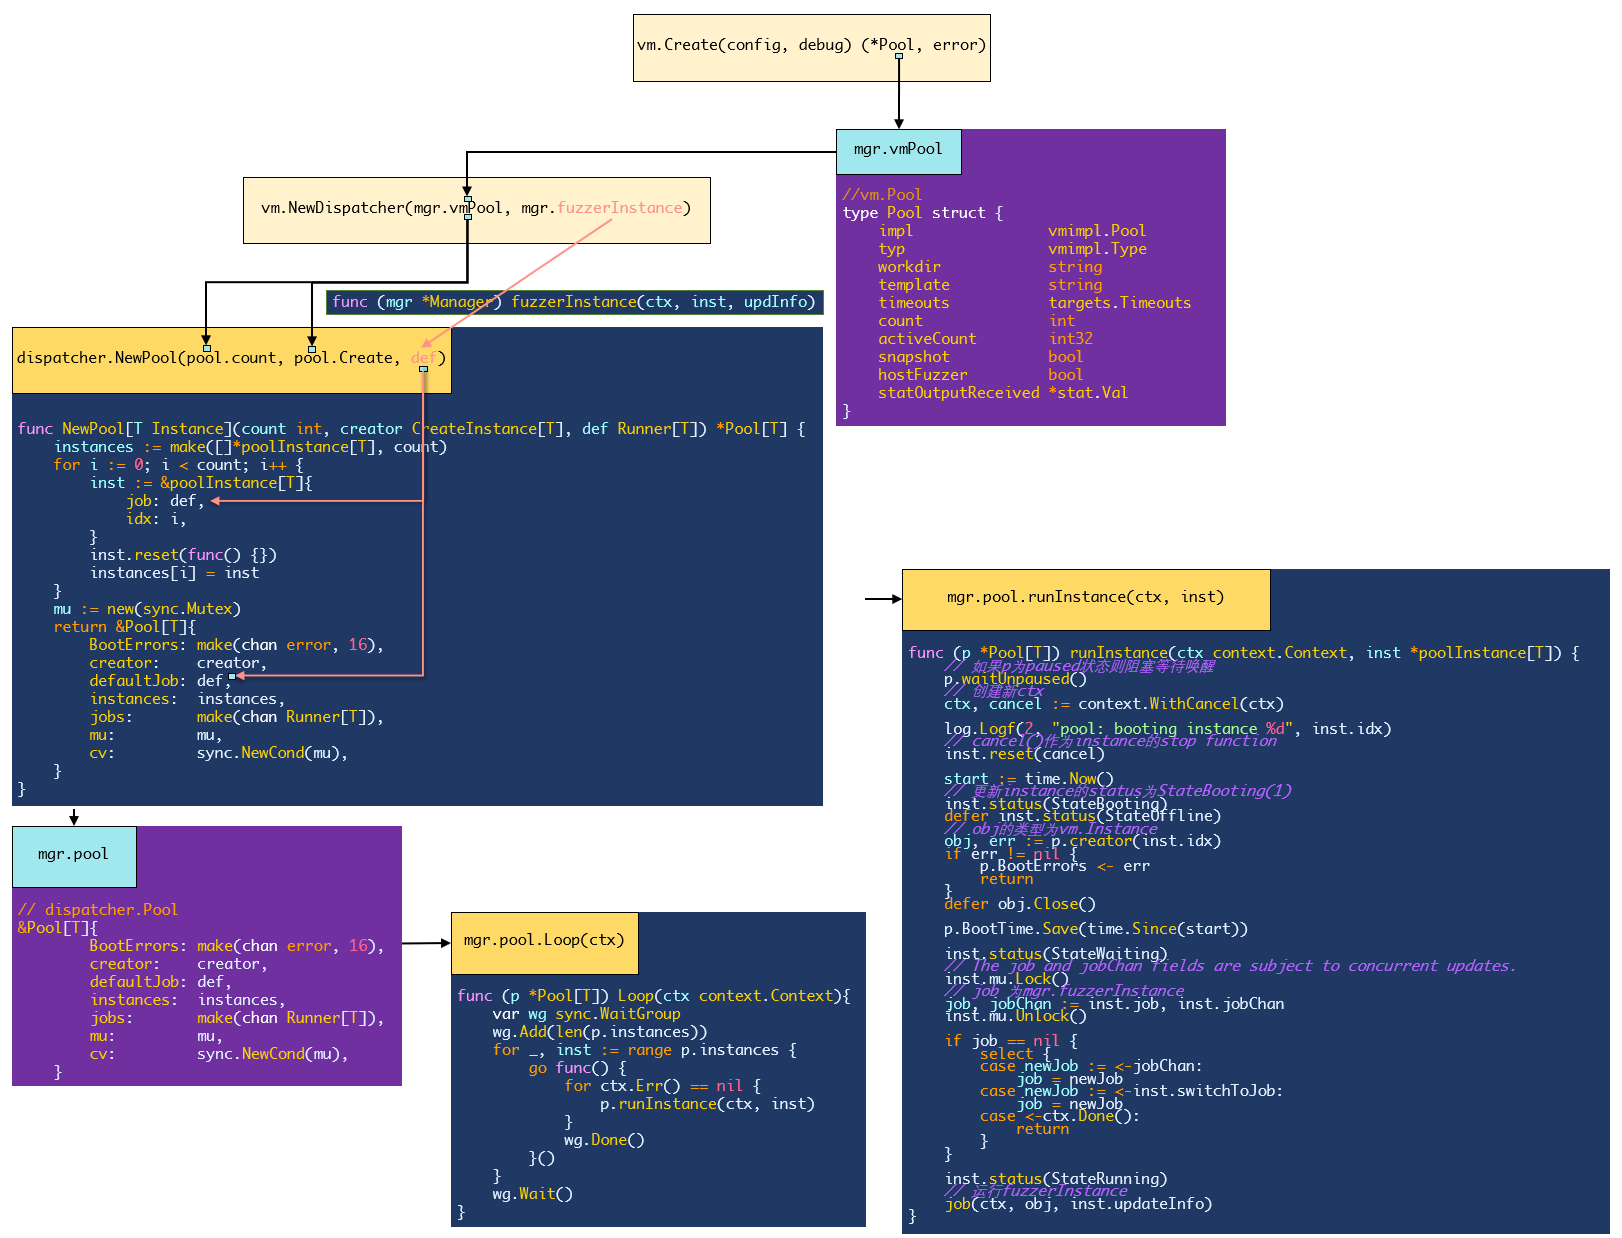 vm.Create(config, debug) (*Pool, error)
mgr.vmPool
//vm.Pool
type Pool struct {
    impl               vmimpl.Pool
    typ                vmimpl.Type
    workdir            string
    template           string
    timeouts           targets.Timeouts
    count              int
    activeCount        int32
    snapshot           bool
    hostFuzzer         bool
    statOutputReceived *stat.Val
}
vm.NewDispatcher(mgr.vmPool, mgr.fuzzerInstance)
func (mgr *Manager) fuzzerInstance(ctx, inst, updInfo)
dispatcher.NewPool(pool.count, pool.Create, def)
func NewPool[T Instance](count int, creator CreateInstance[T], def Runner[T]) *Pool[T] {
    instances := make([]*poolInstance[T], count)
    for i := 0; i < count; i++ {
        inst := &poolInstance[T]{
            job: def,
            idx: i,
        }
        inst.reset(func() {})
        instances[i] = inst
    }
    mu := new(sync.Mutex)
    return &Pool[T]{
        BootErrors: make(chan error, 16),
        creator:    creator,
        defaultJob: def,
        instances:  instances,
        jobs:       make(chan Runner[T]),
        mu:         mu,
        cv:         sync.NewCond(mu),
    }
}
mgr.pool
// dispatcher.Pool
&Pool[T]{
        BootErrors: make(chan error, 16),
        creator:    creator,
        defaultJob: def,
        instances:  instances,
        jobs:       make(chan Runner[T]),
        mu:         mu,
        cv:         sync.NewCond(mu),
    }
mgr.pool.Loop(ctx)
func (p *Pool[T]) Loop(ctx context.Context){
    var wg sync.WaitGroup
    wg.Add(len(p.instances))
    for _, inst := range p.instances {
        go func() {
            for ctx.Err() == nil {
                p.runInstance(ctx, inst)
            }
            wg.Done()
        }()
    }
    wg.Wait()
}
mgr.pool.runInstance(ctx, inst)
func (p *Pool[T]) runInstance(ctx context.Context, inst *poolInstance[T]) {
    // 如果p为paused状态则阻塞等待唤醒
    p.waitUnpaused()
    // 创建新ctx
    ctx, cancel := context.WithCancel(ctx)
    log.Logf(2, "pool: booting instance %d", inst.idx)
    // cancel()作为instance的stop function
    inst.reset(cancel)
    start := time.Now()
    // 更新instance的status为StateBooting(1)
    inst.status(StateBooting)
    defer inst.status(StateOffline)
    // obj的类型为vm.Instance
    obj, err := p.creator(inst.idx)
    if err != nil {
        p.BootErrors <- err
        return
    }
    defer obj.Close()
    p.BootTime.Save(time.Since(start))
    inst.status(StateWaiting)
    // The job and jobChan fields are subject to concurrent updates.
    inst.mu.Lock()
    // job 为mgr.fuzzerInstance
    job, jobChan := inst.job, inst.jobChan
    inst.mu.Unlock()
    if job == nil {
        select {
        case newJob := <-jobChan:
            job = newJob
        case newJob := <-inst.switchToJob:
            job = newJob
        case <-ctx.Done():
            return
        }
    }
    inst.status(StateRunning)
    // 运行fuzzerInstance
    job(ctx, obj, inst.updateInfo)
}